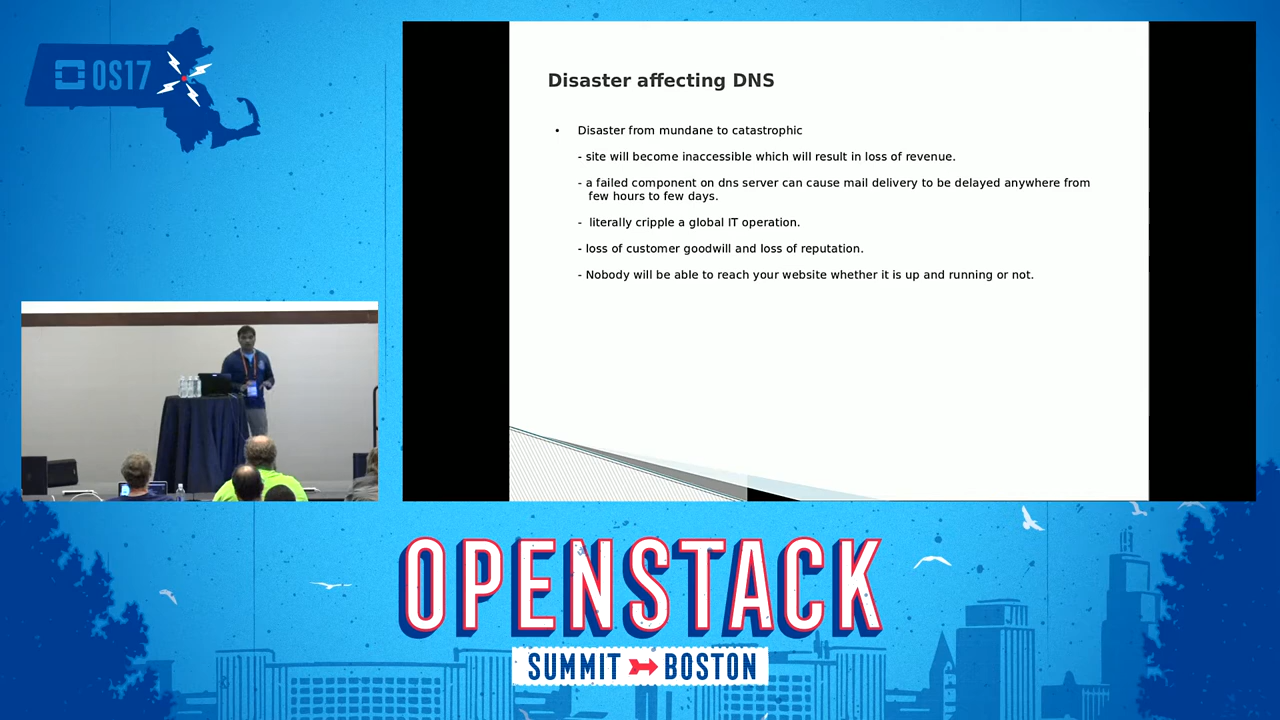 OS17
Disaster affecting DNS
• Disaster from mundane to catastrophic
- site will become inaccessible which will result in loss of revenue.
- a failed component on dns server can cause mail delivery to be delayed anywhere from
few hours to few days.
- literally cripple a global IT operation.
- loss of customer goodwill and loss of reputation.
- Nobody will be able to reach your website whether it is up and running or not.
OPENSTACK
SUMMIT BOSTON